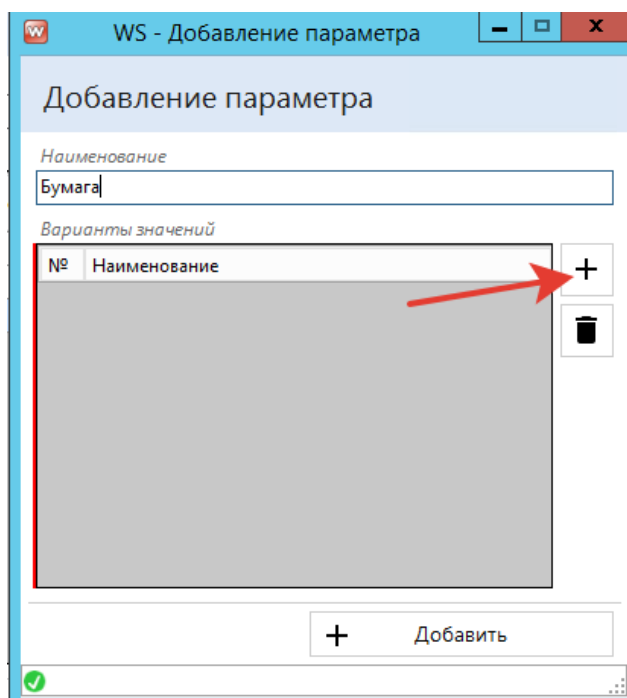 WS - Добавление параметра
Добавление параметра
Наименование
Бумага
Варианты значений
№ Наименование
Добавить